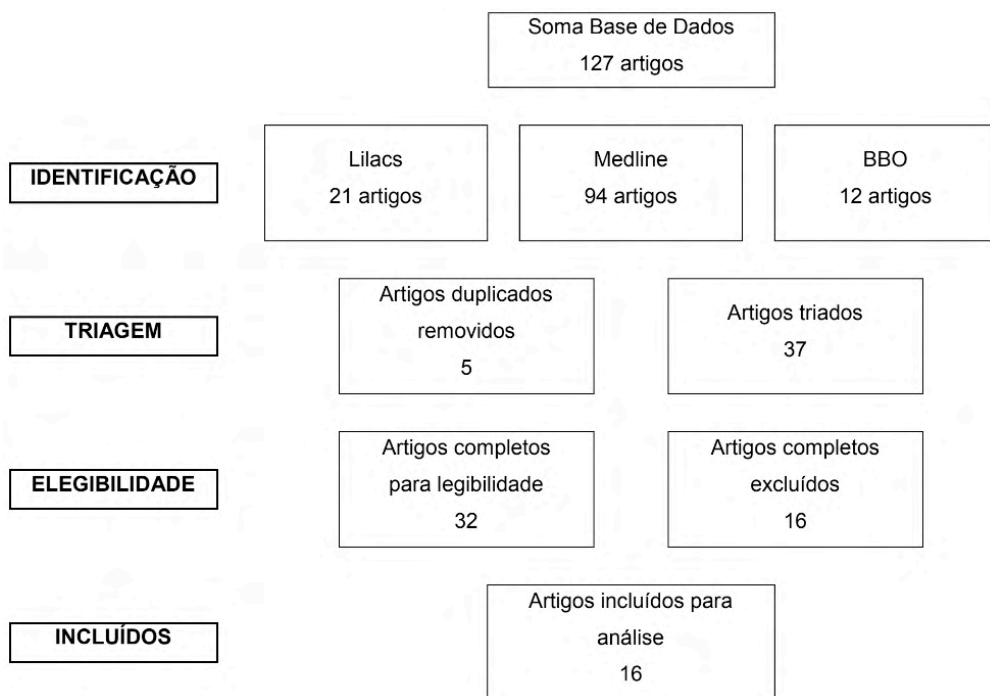 Soma Base de Dados
127 artigos
IDENTIFICAÇÃO
Lilacs
21 artigos
Medline
94 artigos
BBO
12 artigos
TRIAGEM
Artigos duplicados
removidos
5
Artigos triados
37
ELEGIBILIDADE
Artigos completos
para legibilidade
32
Artigos completos
excluídos
16
INCLUÍDOS
Artigos incluídos para
análise
16